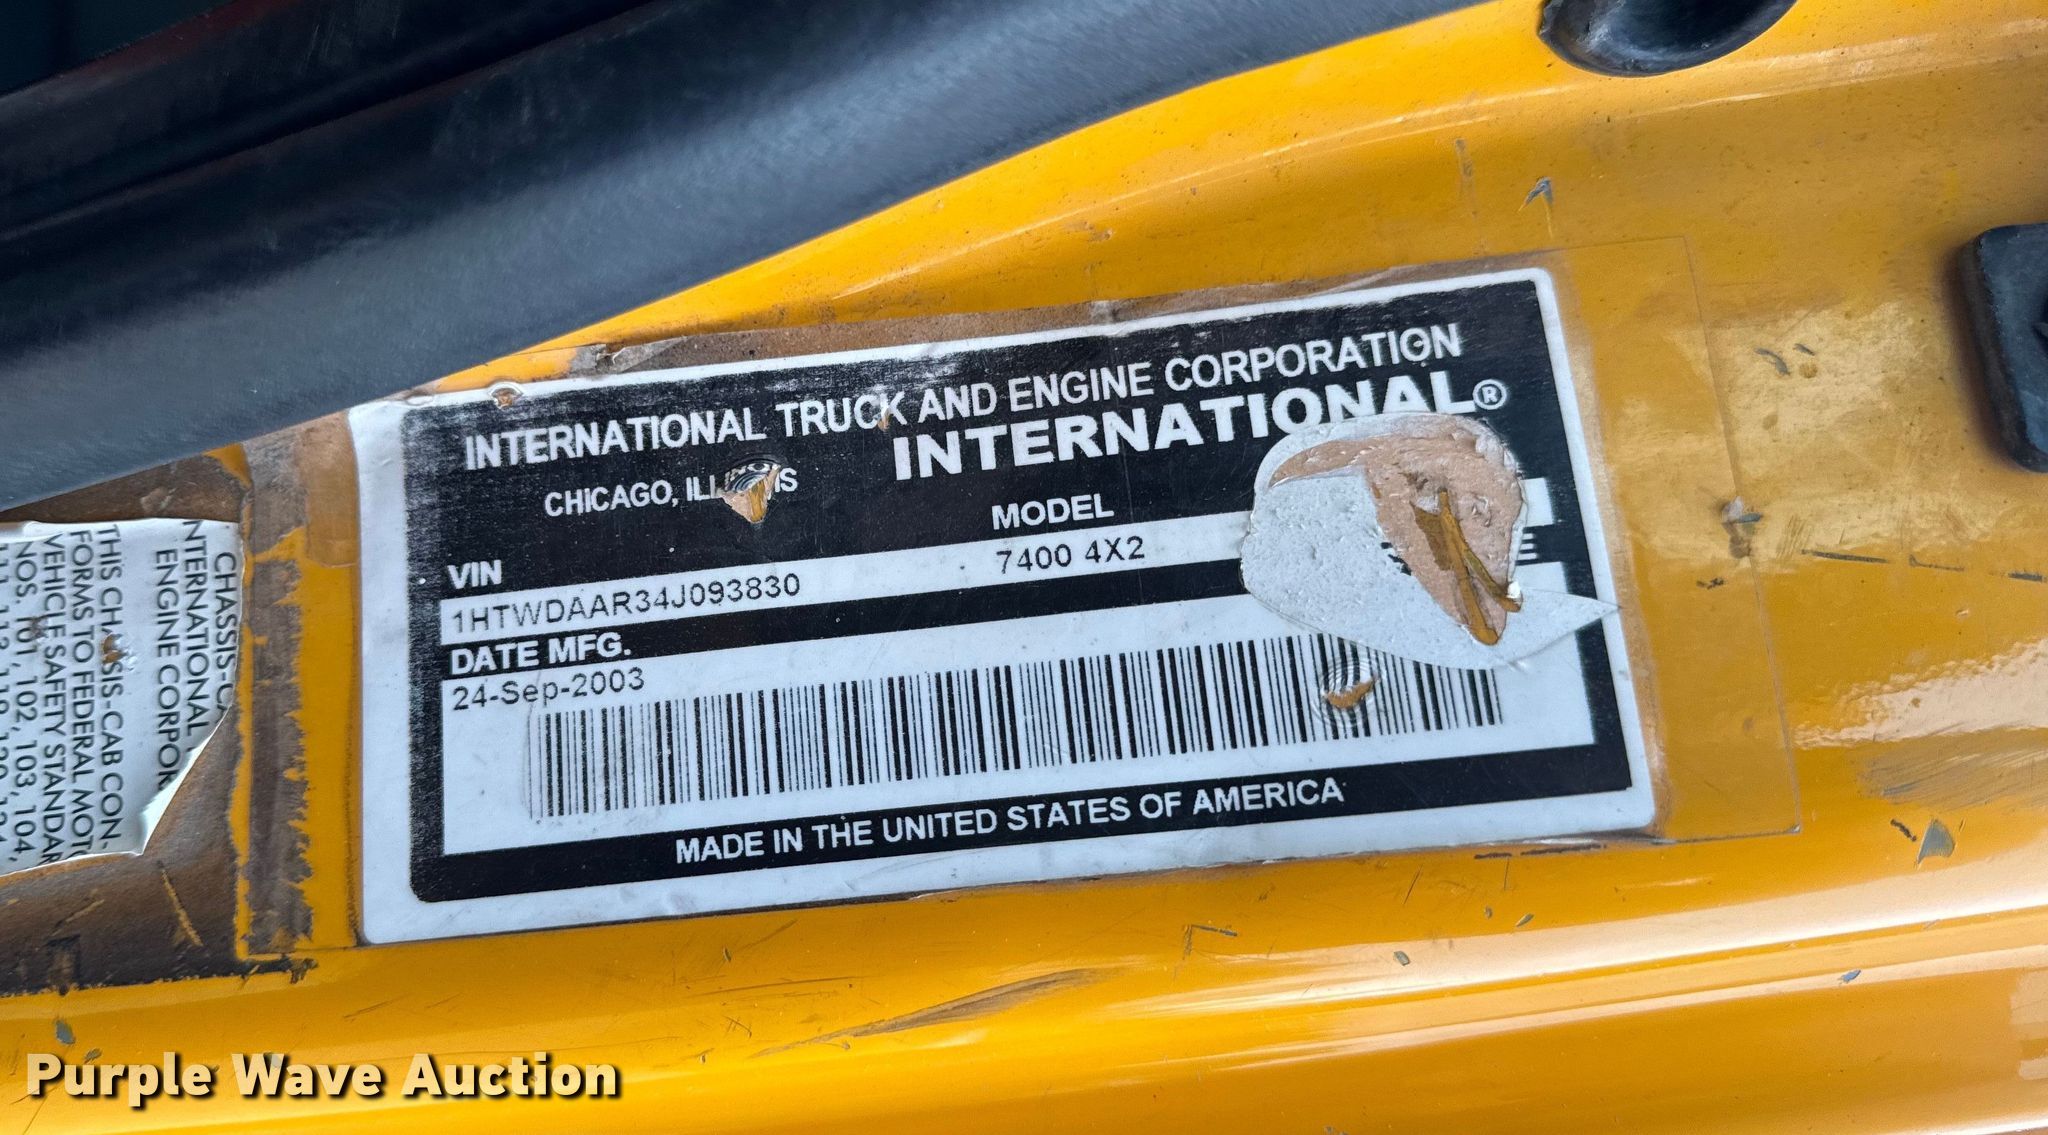 INTERNATIONAL TRUCK AND ENGINE CORPORATION
CHICAGO, ILLINOIS
INTERNATIONAL®
VIN
MODEL
1HTWDAAR34J093830
7400 4X2
DATE MFG.
24-Sep-2003
MADE IN THE UNITED STATES OF AMERICA
CHASSIS-CA
INTERNATIONAL
ENGINE CORPOR
THIS CHASSIS-CAB CON-
FORMS TO FEDERAL MOTO
VEHICLE SAFETY STANDAR
NOS. 101, 102, 103, 104,
Purple Wave Auction